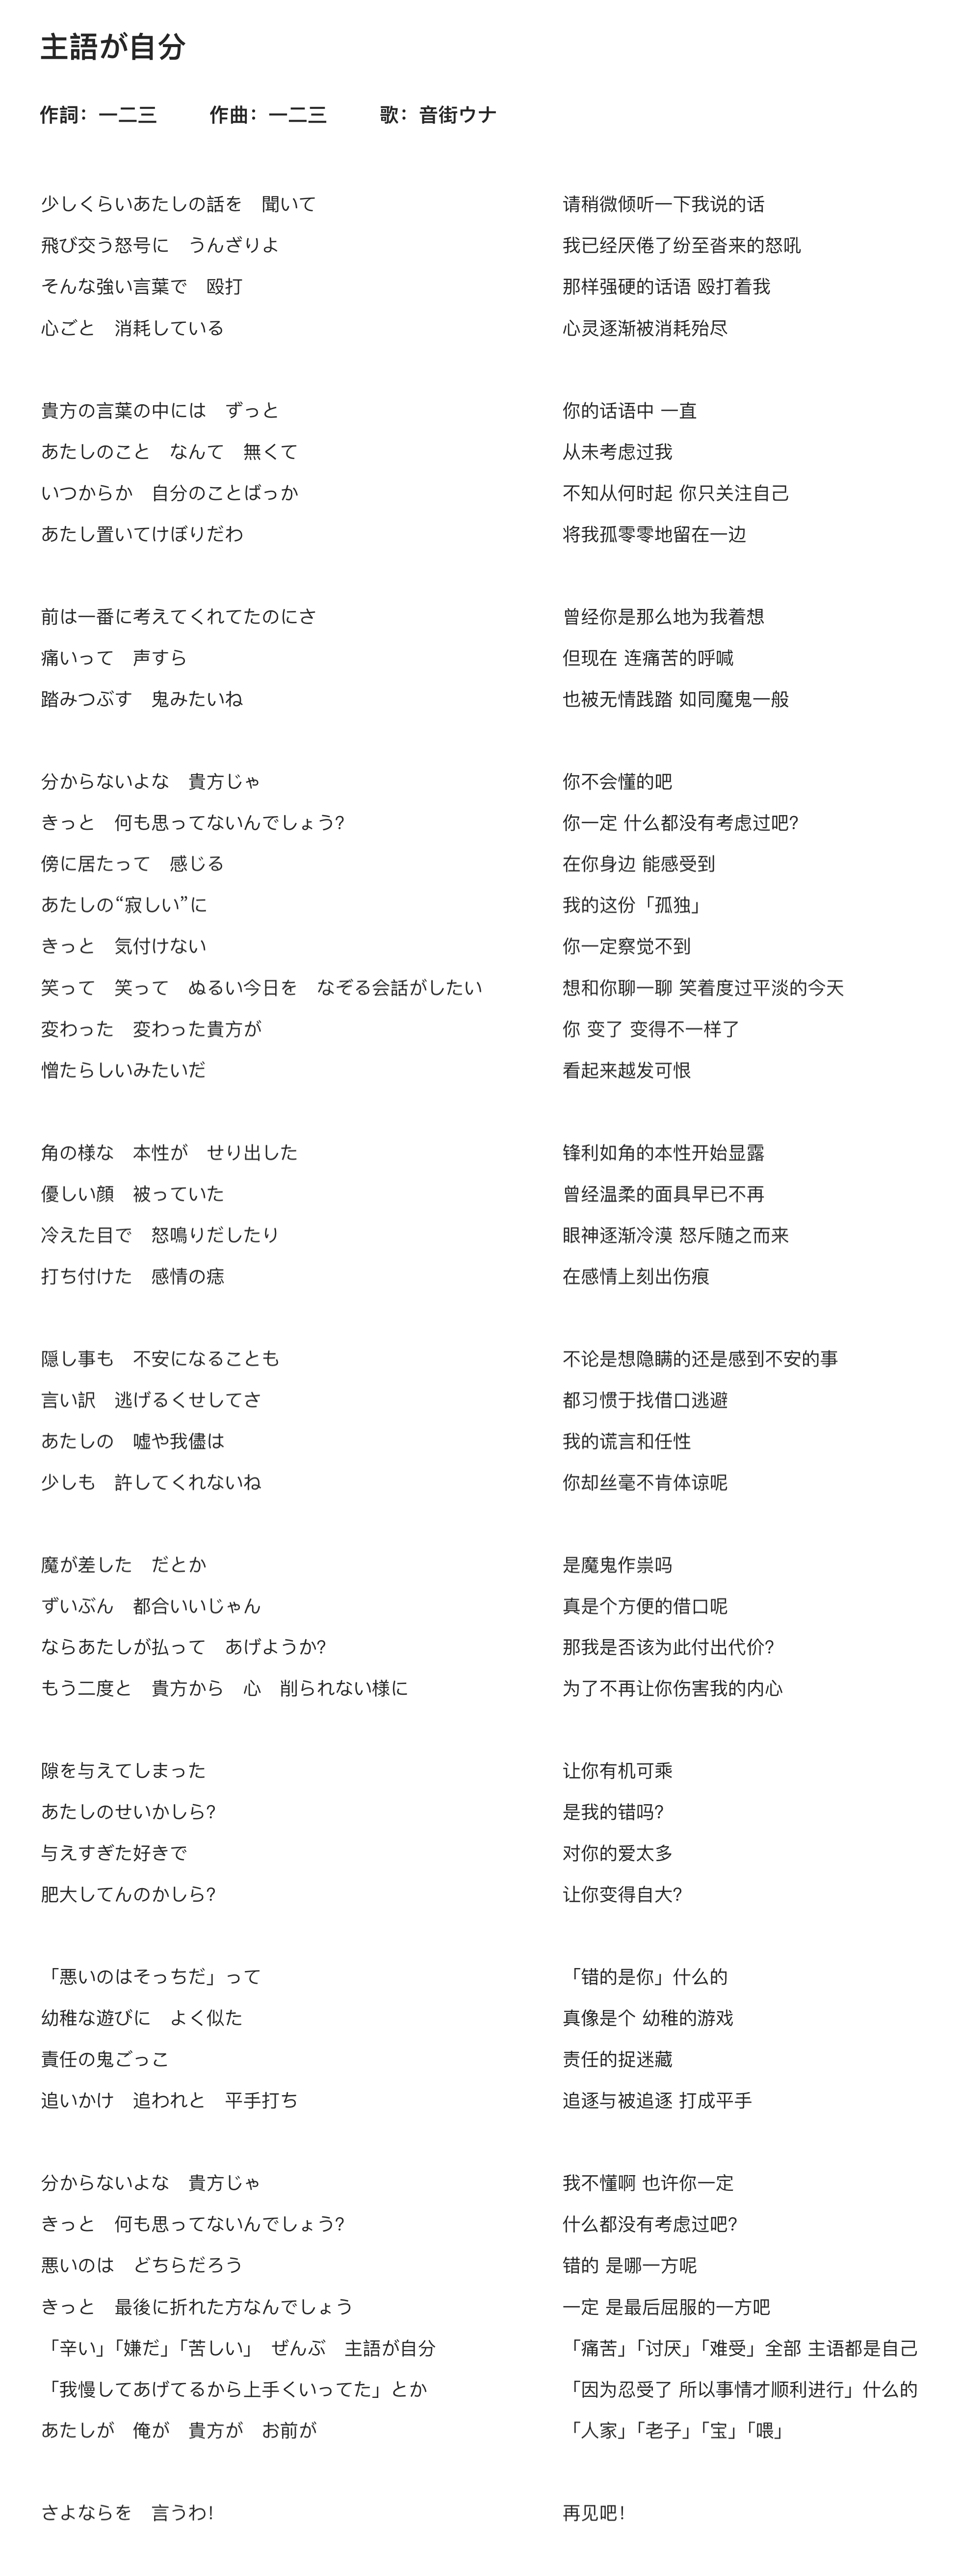 主語が自分
作詞：一二三　　作曲：一二三　　歌：音街ウナ
少しくらいあたしの話を　聞いて
请稍微倾听一下我说的话
飛び交う怒号に　うんざりよ
我已经厌倦了纷至沓来的怒吼
そんな強い言葉で　殴打
那样强硬的话语 殴打着我
心ごと　消耗している
心灵逐渐被消耗殆尽
貴方の言葉の中には　ずっと
你的话语中 一直
あたしのこと　なんて　無くて
从未考虑过我
いつからか　自分のことばっか
不知从何时起 你只关注自己
あたし置いてけぼりだわ
将我孤零零地留在一边
前は一番に考えてくれてたのにさ
曾经你是那么地为我着想
痛いって　声すら
但现在 连痛苦的呼喊
踏みつぶす　鬼みたいね
也被无情践踏 如同魔鬼一般
分からないよな　貴方じゃ
你不会懂的吧
きっと　何も思ってないんでしょう?
你一定 什么都没有考虑过吧?
傍に居たって　感じる
在你身边 能感受到
あたしの“寂しい”に
我的这份「孤独」
きっと　気付けない
你一定察觉不到
笑って　笑って　ぬるい今日を　なぞる会話がしたい
想和你聊一聊 笑着度过平淡的今天
変わった　変わった貴方が
你 变了 变得不一样了
憎たらしいみたいだ
看起来越发可恨
角の様な　本性が　せり出した
锋利如角的本性开始显露
優しい顔　被っていた
曾经温柔的面具早已不再
冷えた目で　怒鳴りだしたり
眼神逐渐冷漠 怒斥随之而来
打ち付けた　感情の痣
在感情上刻出伤痕
隠し事も　不安になることも
不论是想隐瞒的还是感到不安的事
言い訳　逃げるくせしてさ
都习惯于找借口逃避
あたしの　嘘や我儘は
我的谎言和任性
少しも　許してくれないね
你却丝毫不肯体谅呢
魔が差した　だとか
是魔鬼作祟吗
ずいぶん　都合いいじゃん
真是个方便的借口呢
ならあたしが払って　あげようか?
那我是否该为此付出代价?
もう二度と　貴方から　心　削られない様に
为了不再让你伤害我的内心
隙を与えてしまった
让你有机可乘
あたしのせいかしら?
是我的错吗?
与えすぎた好きで
对你的爱太多
肥大してんのかしら?
让你变得自大?
「悪いのはそっちだ」って
「错的是你」什么的
幼稚な遊びに　よく似た
真像是个 幼稚的游戏
責任の鬼ごっこ
责任的捉迷藏
追いかけ　追われと　平手打ち
追逐与被追逐 打成平手
分からないよな　貴方じゃ
我不懂啊 也许你一定
きっと　何も思ってないんでしょう?
什么都没有考虑过吧?
悪いのは　どちらだろう
错的 是哪一方呢
きっと　最後に折れた方なんでしょう
一定 是最后屈服的一方吧
「辛い」「嫌だ」「苦しい」　ぜんぶ　主語が自分
「痛苦」「讨厌」「难受」全部 主语都是自己
「我慢してあげてるから上手くいってた」とか
「因为忍受了 所以事情才顺利进行」什么的
あたしが　俺が　貴方が　お前が
「人家」「老子」「宝」「喂」
さよならを　言うわ!
再见吧!